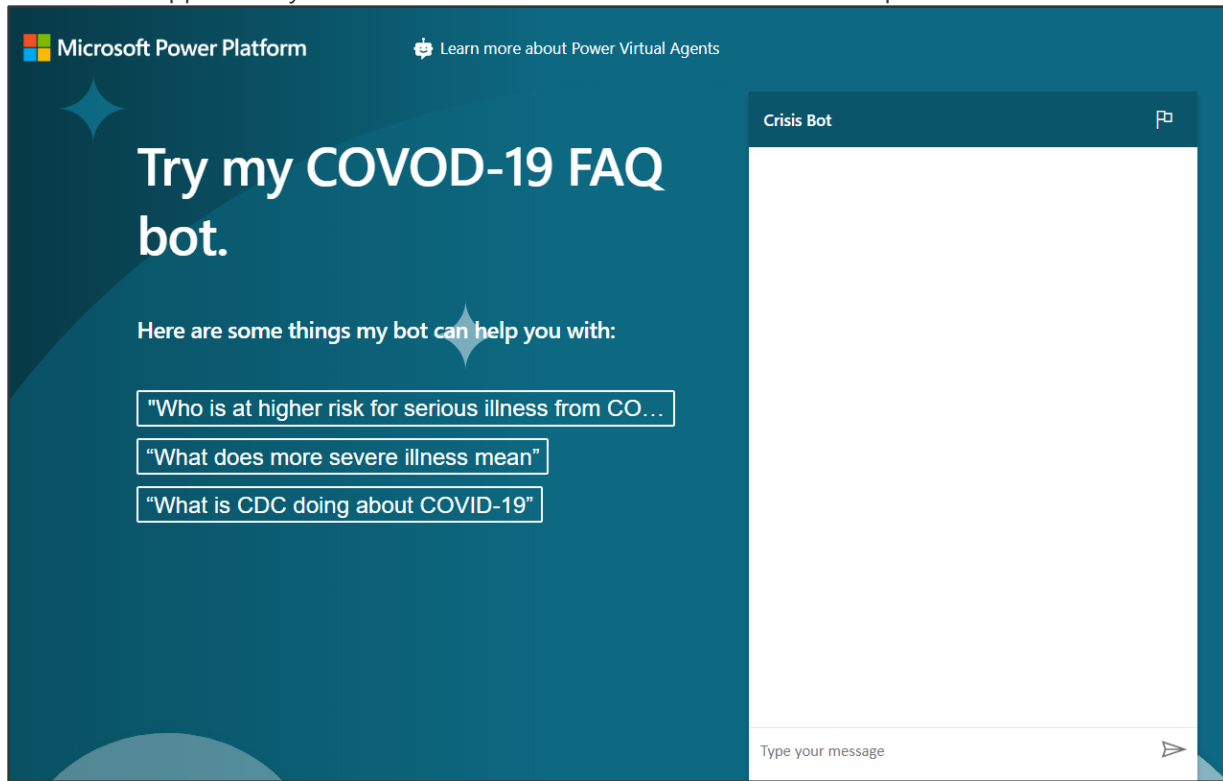 Microsoft Power Platform
Learn more about Power Virtual Agents
Try my COVOD-19 FAQ
bot.
Here are some things my bot can help you with:
"Who is at higher risk for serious illness from CO...
“What does more severe illness mean”
“What is CDC doing about COVID-19”
Crisis Bot
Type your message